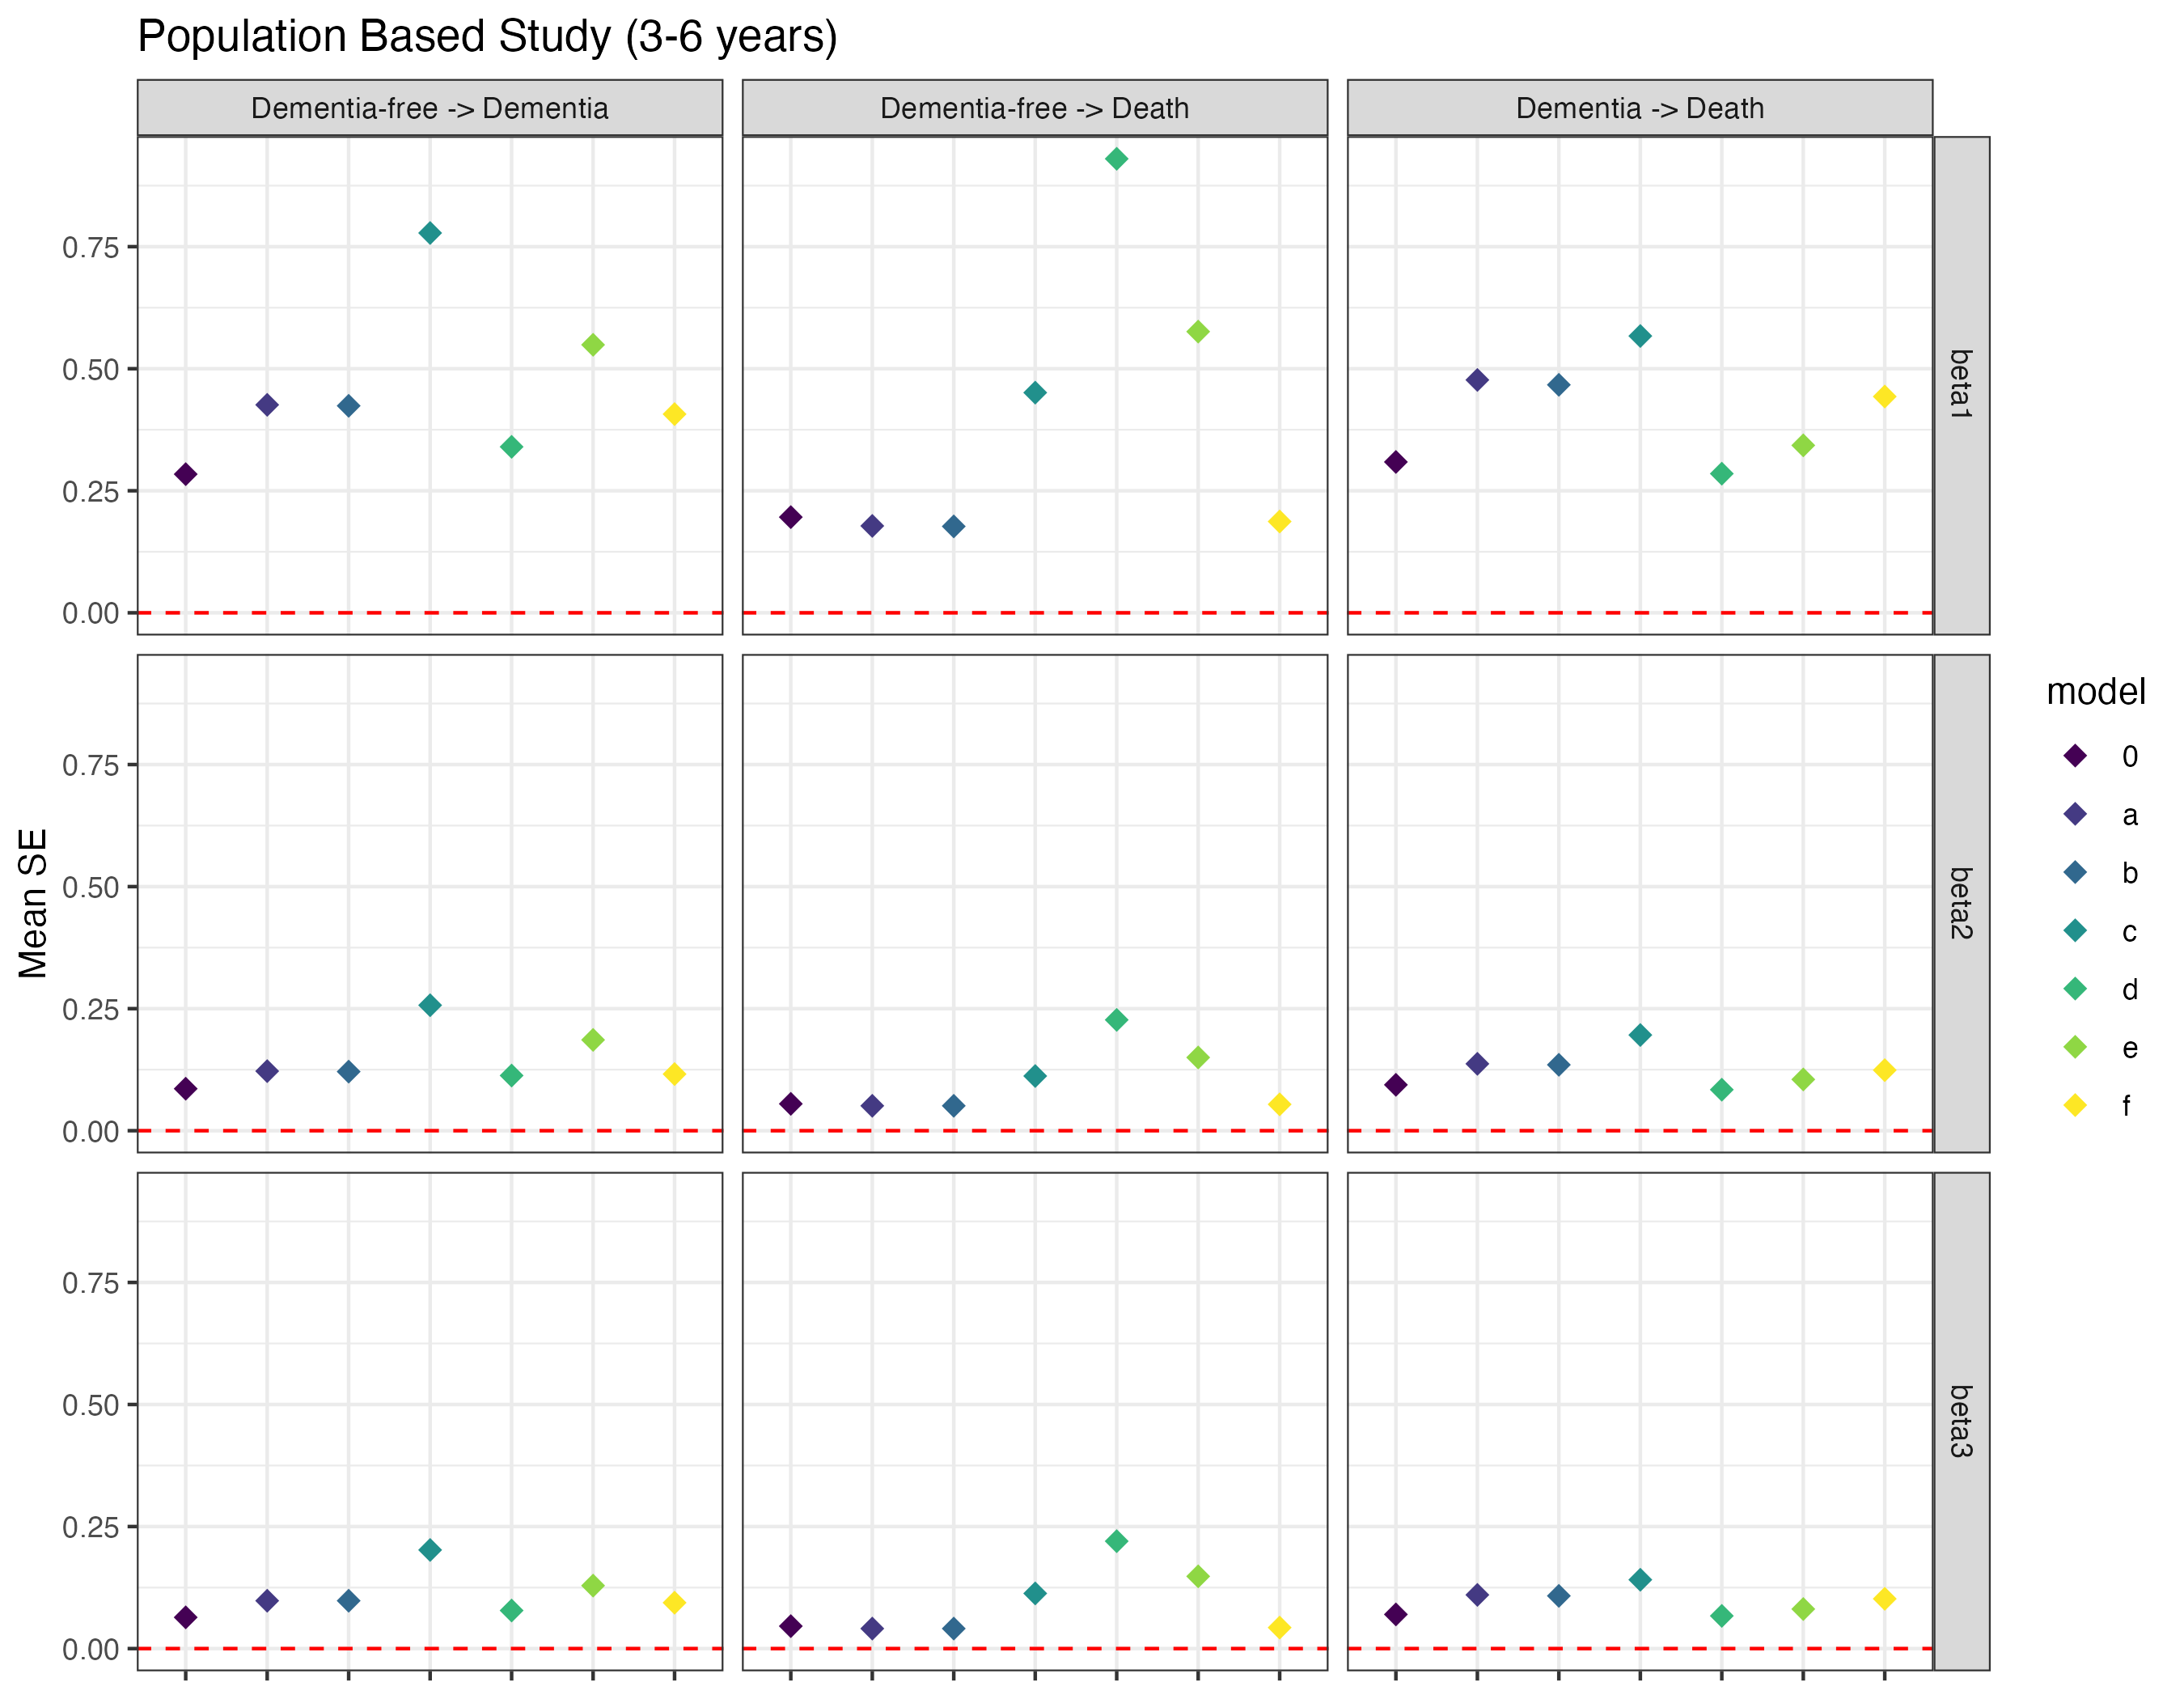 Population Based Study (3-6 years)
Dementia-free -> Dementia
Dementia-free -> Death
Dementia -> Death
0.75
0.50
0.25
0.00
beta1
0.75
0.50
0.25
0.00
beta2
0.75
0.50
0.25
0.00
beta3
Mean SE
model
0
a
b
c
d
e
f